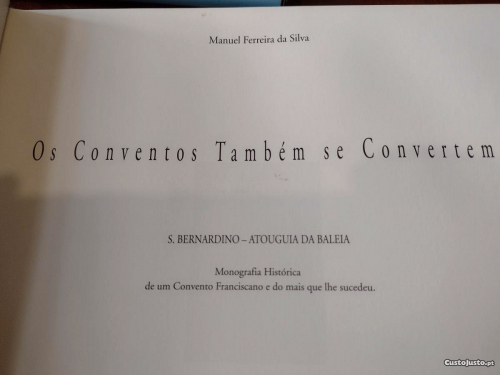 Manuel Ferreira da Silva
Os Conventos Também se Convertem
S. BERNARDINO – ATOUGUIA DA BALEIA
Monografia Histórica
de um Convento Franciscano e do mais que lhe sucedeu.
CustoJusto.pt